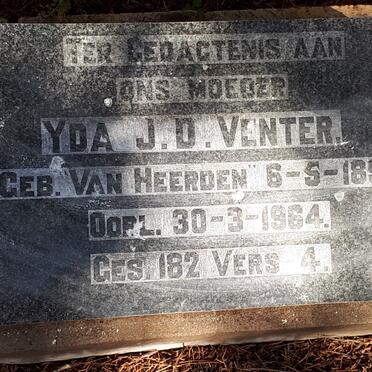 TER GEDACTENIS AAN
ONS MOEDER
YDA J.D. VENTER.
GEB. VAN HEERDEN 6-5-189
OORL. 30-3-1964.
GES 182 VERS 4.